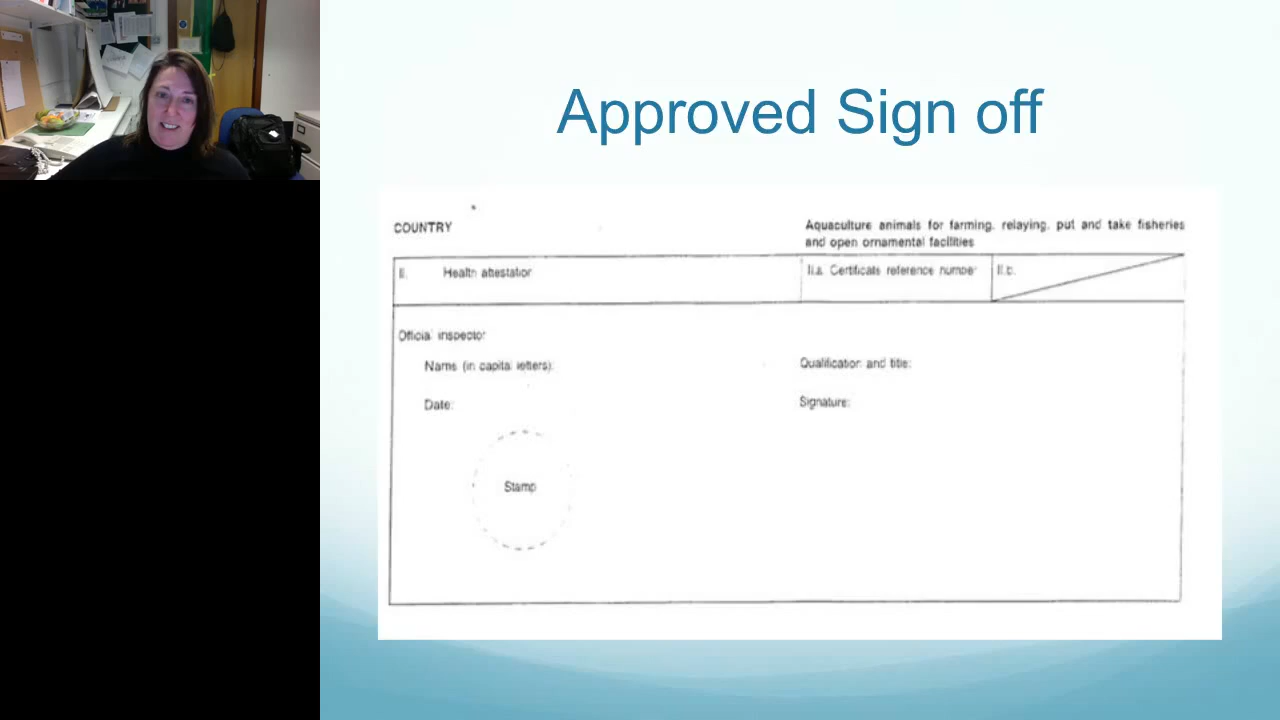 Approved Sign off
COUNTRY
Aquaculture animals for farming, relaying, put and take fisheries
and open ornamental facilities
II. Health attestation
II.a. Certificate reference number
II.b.
Official inspector
Name (in capital letters):
Qualification and title:
Date:
Signature:
Stamp